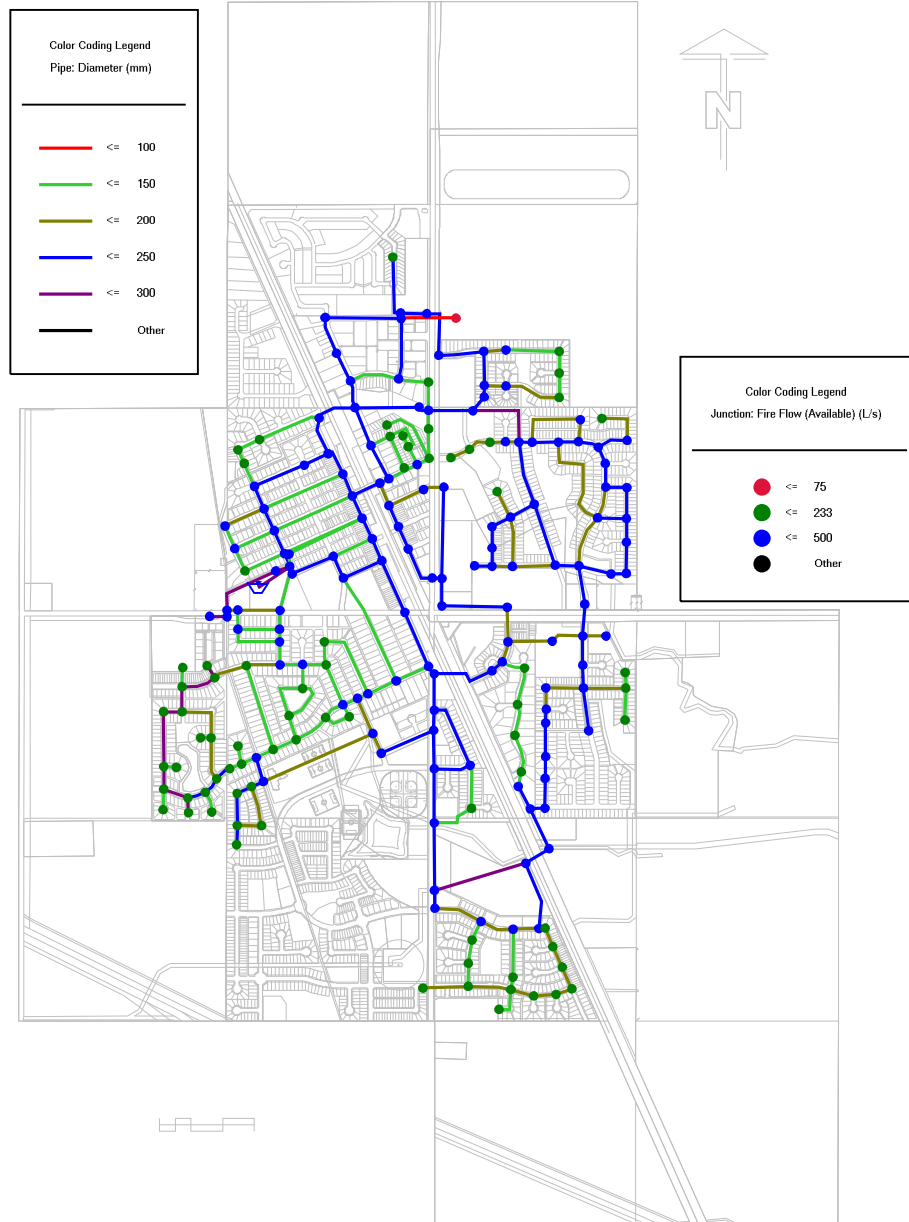 Color Coding Legend
Pipe: Diameter (mm)
<= 100
<= 150
<= 200
<= 250
<= 300
Other
N
Color Coding Legend
Junction: Fire Flow (Available) (L/s)
<= 75
<= 233
<= 500
Other